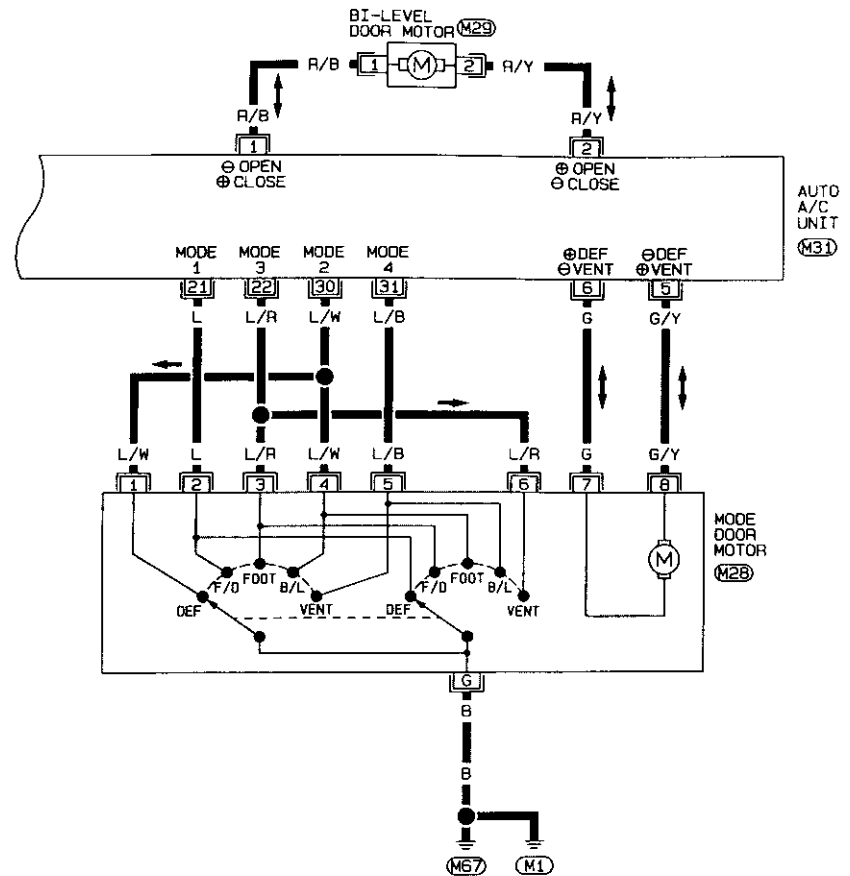 BI-LEVEL
DOOR MOTOR M29
R/B 1 M 2 R/Y
R/B R/Y
1 2
⊖ OPEN ⊕ OPEN
⊕ CLOSE ⊖ CLOSE
AUTO
A/C
UNIT
M31
MODE MODE MODE MODE ⊕DEF ⊖DEF
1 3 2 4 ⊖VENT ⊕VENT
21 22 30 31 6 5
L L/R L/W L/B G G/Y
L/W L L/R L/W L/B L/R G G/Y
1 2 3 4 5 6 7 8
MODE
DOOR
MOTOR
M28
M
F/D FOOT B/L F/D FOOT B/L
DEF VENT DEF VENT
G
B
B
M67 M1